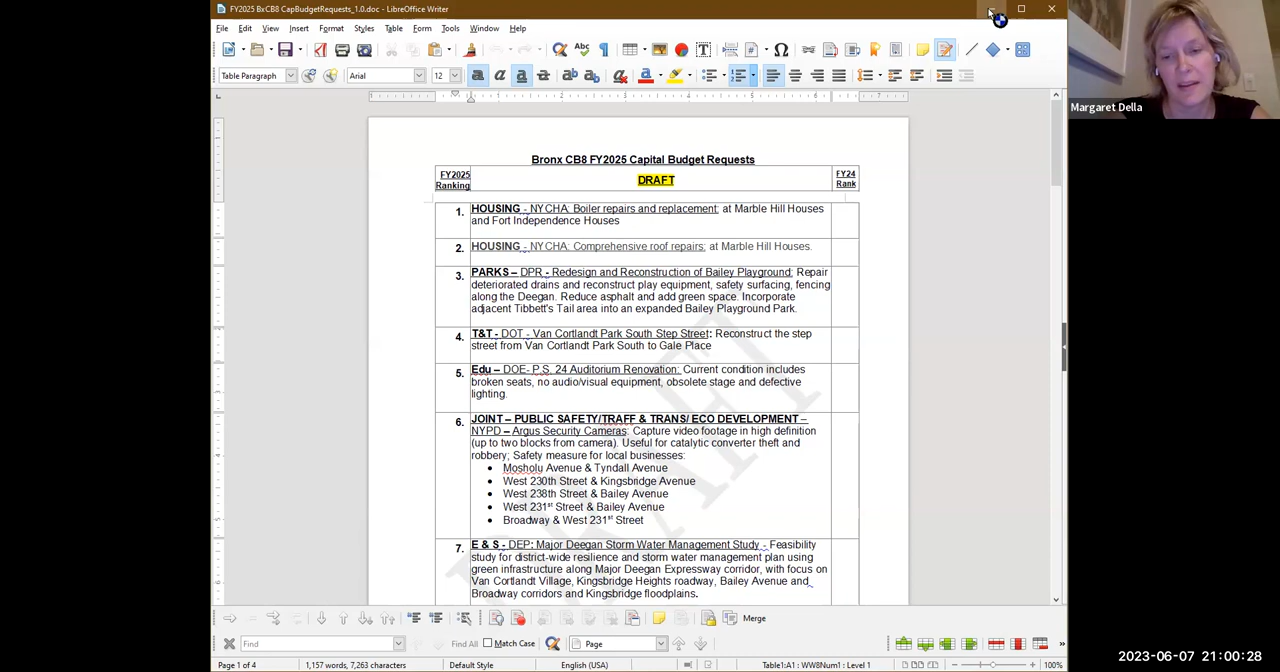 FY2025 BxCB8 CapBudgetRequests_1.0.doc - LibreOffice Writer
File Edit View Insert Format Styles Table Form Tools Window Help
Table Paragraph Arial 12
1 2 3 4 5 6 7
Margaret Della
Bronx CB8 FY2025 Capital Budget Requests
FY2025 Ranking
DRAFT
FY24 Rank
1. HOUSING - NYCHA: Boiler repairs and replacement: at Marble Hill Houses
and Fort Independence Houses
2. HOUSING - NYCHA: Comprehensive roof repairs: at Marble Hill Houses.
3. PARKS – DPR - Redesign and Reconstruction of Bailey Playground: Repair
deteriorated drains and reconstruct play equipment, safety surfacing, fencing
along the Deegan. Reduce asphalt and add green space. Incorporate
adjacent Tibbett's Tail area into an expanded Bailey Playground Park.
4. T&T - DOT - Van Cortlandt Park South Step Street: Reconstruct the step
street from Van Cortlandt Park South to Gale Place
5. Edu – DOE- P.S. 24 Auditorium Renovation: Current condition includes
broken seats, no audio/visual equipment, obsolete stage and defective
lighting.
6. JOINT – PUBLIC SAFETY/TRAFF & TRANS/ ECO DEVELOPMENT –
NYPD – Argus Security Cameras: Capture video footage in high definition
(up to two blocks from camera). Useful for catalytic converter theft and
robbery; Safety measure for local businesses:
• Mosholu Avenue & Tyndall Avenue
• West 230th Street & Kingsbridge Avenue
• West 238th Street & Bailey Avenue
• West 231st Street & Bailey Avenue
• Broadway & West 231st Street
7. E & S - DEP: Major Deegan Storm Water Management Study - Feasibility
study for district-wide resilience and storm water management plan using
green infrastructure along Major Deegan Expressway corridor, with focus on
Van Cortlandt Village, Kingsbridge Heights roadway, Bailey Avenue and
Broadway corridors and Kingsbridge floodplains.
DRAFT
Merge
Find Find All Match Case Page
Page 1 of 4 1,157 words, 7,263 characters Default Style English (USA) Table1:A1 : WW8Num1 : Level 1 100%
2023-06-07 21:00:28